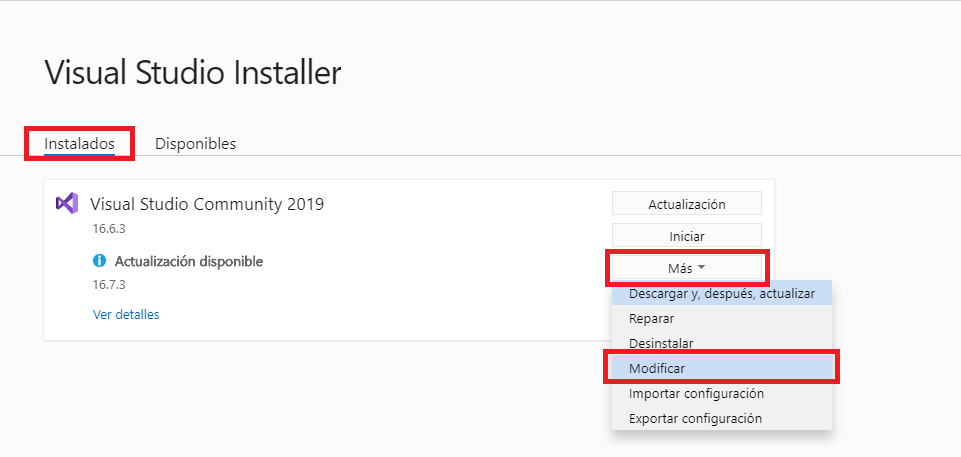 Visual Studio Installer
Instalados Disponibles
Visual Studio Community 2019
16.6.3
Actualización disponible
16.7.3
Ver detalles
Actualización
Iniciar
Más
Descargar y, después, actualizar
Reparar
Desinstalar
Modificar
Importar configuración
Exportar configuración